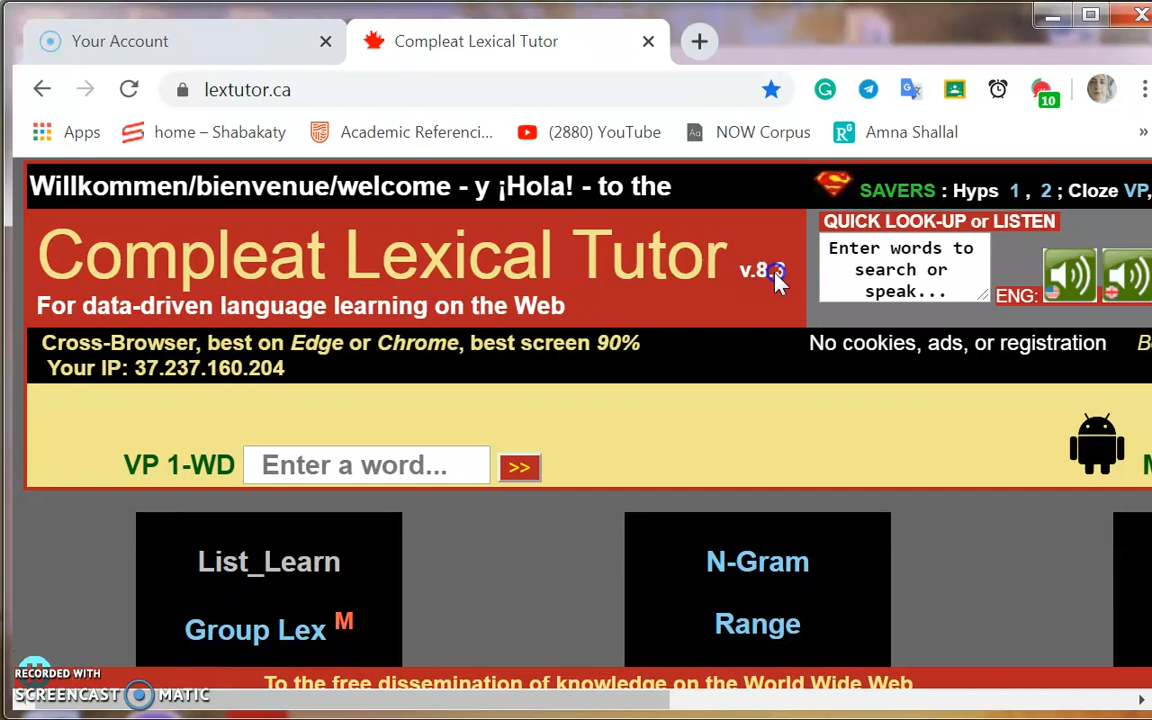 Your Account
Compleat Lexical Tutor
lextutor.ca
10
Apps
home – Shabakaty
Academic Referenci...
(2880) YouTube
Aa NOW Corpus
Amna Shallal
»
Willkommen/bienvenue/welcome - y ¡Hola! - to the
SAVERS : Hyps 1 , 2 ; Cloze VP,
Compleat Lexical Tutor
For data-driven language learning on the Web
QUICK LOOK-UP or LISTEN
Enter words to
search or
speak...
ENG:
Cross-Browser, best on Edge or Chrome, best screen 90%
No cookies, ads, or registration
Your IP: 37.237.160.204
VP 1-WD
Enter a word...
>>
List_Learn
N-Gram
Group Lex M
Range
To the free dissemination of knowledge on the World Wide Web
RECORDED WITH
SCREENCAST MATIC